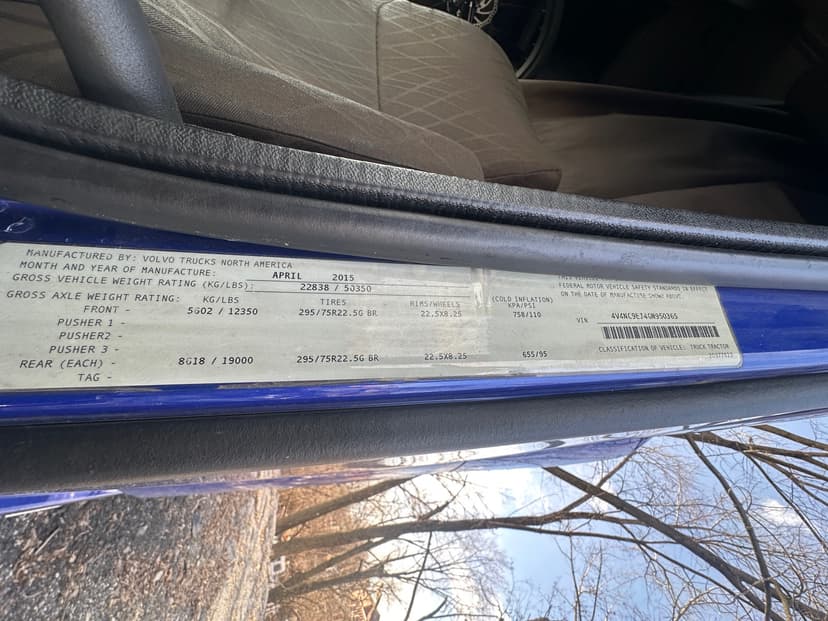 MANUFACTURED BY: VOLVO TRUCKS NORTH AMERICA
MONTH AND YEAR OF MANUFACTURE: APRIL 2015
GROSS VEHICLE WEIGHT RATING (KG/LBS) 22838 / 50350
GROSS AXLE WEIGHT RATING: KG/LBS TIRES RIMS/WHEELS (COLD INFLATION) KPA/PSI
FRONT - 5602 / 12350 295/75R22.5G BR 22.5X8.25 758/110
PUSHER 1 -
PUSHER2 -
PUSHER 3 -
REAR (EACH) - 8618 / 19000 295/75R22.5G BR 22.5X8.25 655/95
TAG -
FEDERAL MOTOR VEHICLE SAFETY STANDARDS IN EFFECT
ON THE DATE OF MANUFACTURE SHOWN ABOVE.
VIN 4V4NC9EJ4GN950365
CLASSIFICATION OF VEHICLE: TRUCK TRACTOR